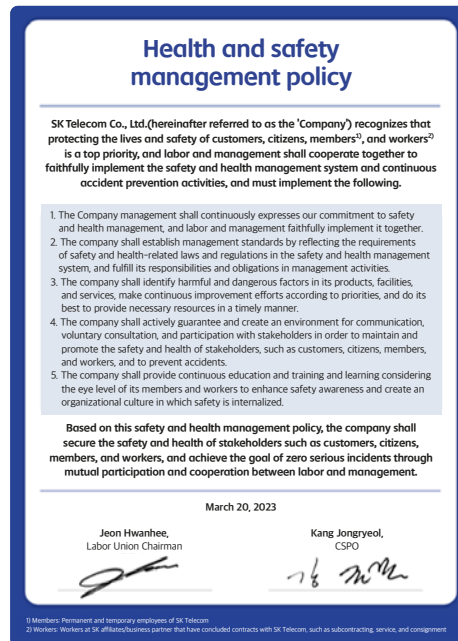 Health and safety
management policy
SK Telecom Co., Ltd.(hereinafter referred to as the 'Company') recognizes that
protecting the lives and safety of customers, citizens, members1), and workers2)
is a top priority, and labor and management shall cooperate together to
faithfully implement the safety and health management system and continuous
accident prevention activities, and must implement the following.
1. The Company management shall continuously expresses our commitment to safety
and health management, and labor and management faithfully implement it together.
2. The company shall establish management standards by reflecting the requirements
of safety and health-related laws and regulations in the safety and health management
system, and fulfill its responsibilities and obligations in management activities.
3. The company shall identify harmful and dangerous factors in its products, facilities,
and services, make continuous improvement efforts according to priorities, and do its
best to provide necessary resources in a timely manner.
4. The company shall actively guarantee and create an environment for communication,
voluntary consultation, and participation with stakeholders in order to maintain and
promote the safety and health of stakeholders, such as customers, citizens, members,
and workers, and to prevent accidents.
5. The company shall provide continuous education and training and learning considering
the eye level of its members and workers to enhance safety awareness and create an
organizational culture in which safety is internalized.
Based on this safety and health management policy, the company shall
secure the safety and health of stakeholders such as customers, citizens,
members, and workers, and achieve the goal of zero serious incidents through
mutual participation and cooperation between labor and management.
March 20, 2023
Jeon Hwanhee,
Labor Union Chairman
Kang Jongryeol,
CSPO
1) Members: Permanent and temporary employees of SK Telecom
2) Workers: Workers at SK affiliates/business partner that have concluded contracts with SK Telecom, such as subcontracting, service, and consignment